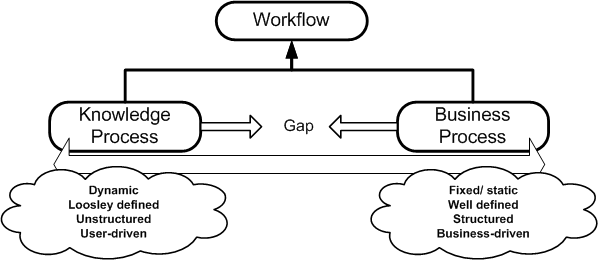 Workflow
Knowledge
Process
Gap
Business
Process
Dynamic
Loosley defined
Unstructured
User-driven
Fixed/ static
Well defined
Structured
Business-driven